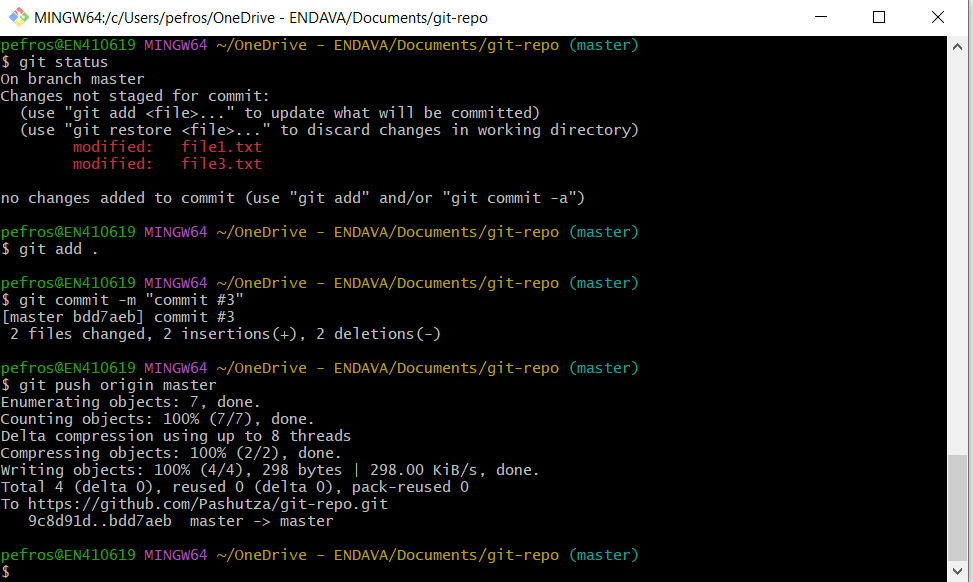 MINGW64:/c/Users/pefros/OneDrive - ENDAVA/Documents/git-repo
pefros@EN410619 MINGW64 ~/OneDrive - ENDAVA/Documents/git-repo (master)
$ git status
On branch master
Changes not staged for commit:
  (use "git add <file>..." to update what will be committed)
  (use "git restore <file>..." to discard changes in working directory)
        modified:   file1.txt
        modified:   file3.txt

no changes added to commit (use "git add" and/or "git commit -a")

pefros@EN410619 MINGW64 ~/OneDrive - ENDAVA/Documents/git-repo (master)
$ git add .

pefros@EN410619 MINGW64 ~/OneDrive - ENDAVA/Documents/git-repo (master)
$ git commit -m "commit #3"
[master bdd7aeb] commit #3
 2 files changed, 2 insertions(+), 2 deletions(-)

pefros@EN410619 MINGW64 ~/OneDrive - ENDAVA/Documents/git-repo (master)
$ git push origin master
Enumerating objects: 7, done.
Counting objects: 100% (7/7), done.
Delta compression using up to 8 threads
Compressing objects: 100% (2/2), done.
Writing objects: 100% (4/4), 298 bytes | 298.00 KiB/s, done.
Total 4 (delta 0), reused 0 (delta 0), pack-reused 0
To https://github.com/Pashutza/git-repo.git
   9c8d91d..bdd7aeb  master -> master

pefros@EN410619 MINGW64 ~/OneDrive - ENDAVA/Documents/git-repo (master)
$